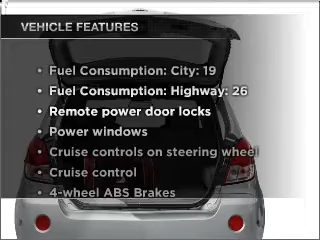 VEHICLE FEATURES
• Fuel Consumption: City: 19
• Fuel Consumption: Highway: 26
• Remote power door locks
• Power windows
• Cruise controls on steering wheel
• Cruise control
• 4-wheel ABS Brakes